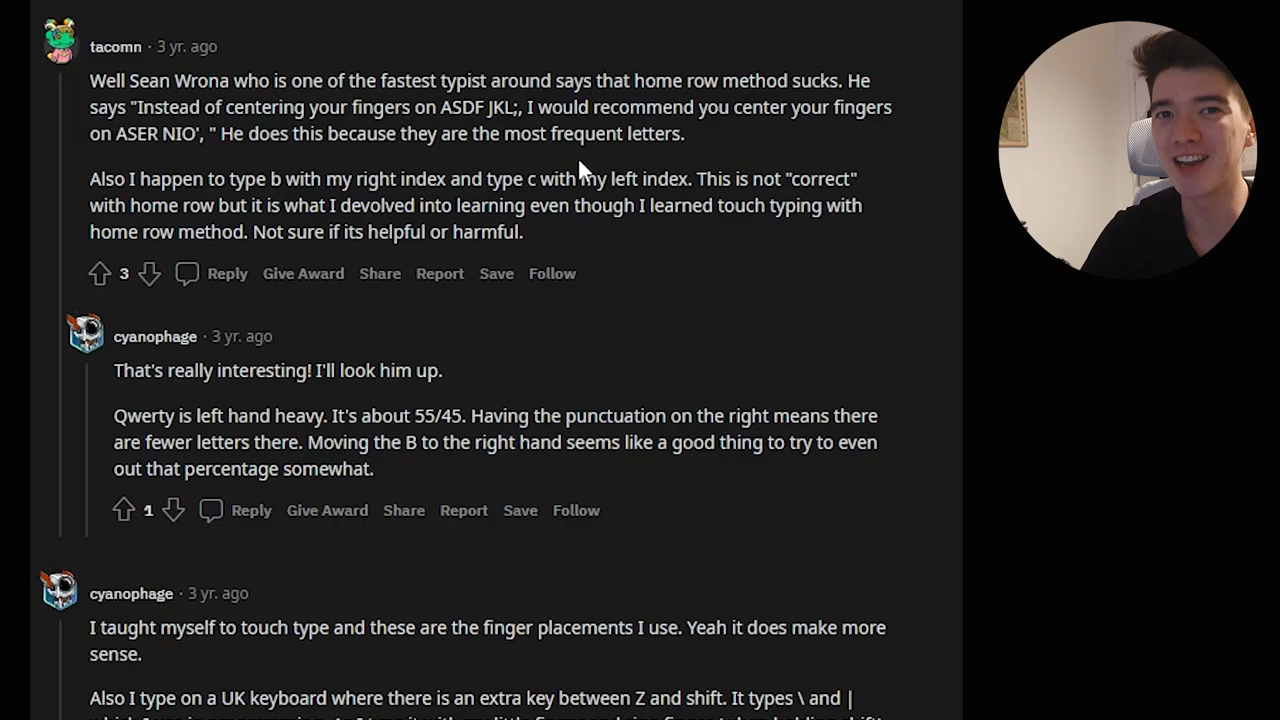 tacomn · 3 yr. ago
Well Sean Wrona who is one of the fastest typist around says that home row method sucks. He
says "Instead of centering your fingers on ASDF JKL;, I would recommend you center your fingers
on ASER NIO', " He does this because they are the most frequent letters.
Also I happen to type b with my right index and type c with my left index. This is not "correct"
with home row but it is what I devolved into learning even though I learned touch typing with
home row method. Not sure if its helpful or harmful.
3 Reply Give Award Share Report Save Follow
cyanophage · 3 yr. ago
That's really interesting! I'll look him up.
Qwerty is left hand heavy. It's about 55/45. Having the punctuation on the right means there
are fewer letters there. Moving the B to the right hand seems like a good thing to try to even
out that percentage somewhat.
1 Reply Give Award Share Report Save Follow
cyanophage · 3 yr. ago
I taught myself to touch type and these are the finger placements I use. Yeah it does make more
sense.
Also I type on a UK keyboard where there is an extra key between Z and shift. It types \ and |